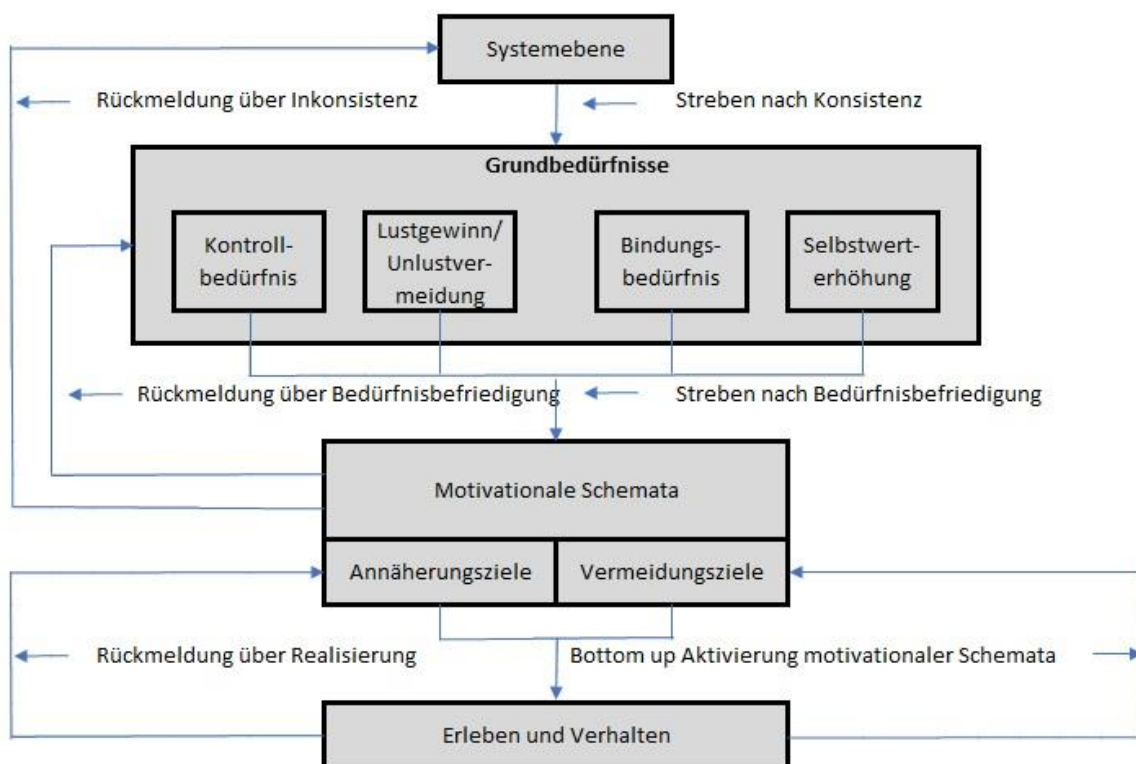 Systemebene
Rückmeldung über Inkonsistenz
Streben nach Konsistenz
Grundbedürfnisse
Kontroll-
bedürfnis
Lustgewinn/
Unlustver-
meidung
Bindungs-
bedürfnis
Selbstwert-
erhöhung
Rückmeldung über Bedürfnisbefriedigung
Streben nach Bedürfnisbefriedigung
Motivationale Schemata
Annäherungsziele
Vermeidungsziele
Rückmeldung über Realisierung
Bottom up Aktivierung motivationaler Schemata
Erleben und Verhalten